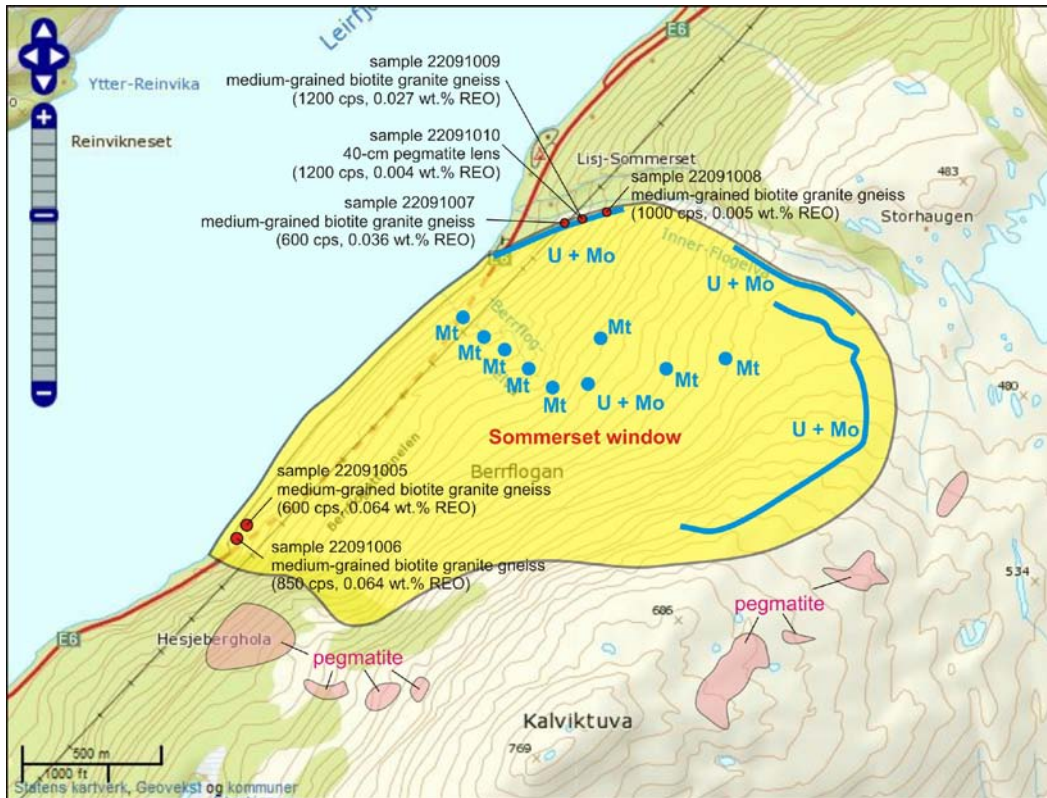 Leirfjo
E6
Ytter-Reinvika
Reinvikneset
sample 22091009
medium-grained biotite granite gneiss
(1200 cps, 0.027 wt.% REO)
sample 22091010
40-cm pegmatite lens
(1200 cps, 0.004 wt.% REO)
sample 22091007
medium-grained biotite granite gneiss
(600 cps, 0.036 wt.% REO)
Lisj-Sommerset
sample 22091008
medium-grained biotite granite gneiss
(1000 cps, 0.005 wt.% REO)
483
Storhaugen
E6
U + Mo
Inner-Flogelva
U + Mo
Mt
Mt
Mt
Mt
Mt
Mt
U + Mo
Mt
Mt
480
U + Mo
Sommerset window
Berrflogan
Berrflogtunnelen
sample 22091005
medium-grained biotite granite gneiss
(600 cps, 0.064 wt.% REO)
sample 22091006
medium-grained biotite granite gneiss
(850 cps, 0.064 wt.% REO)
534
E6
Hesjeberghola
pegmatite
606
pegmatite
Kalviktuva
769
500 m
1000 ft
Statens kartverk, Geovekst og kommuner